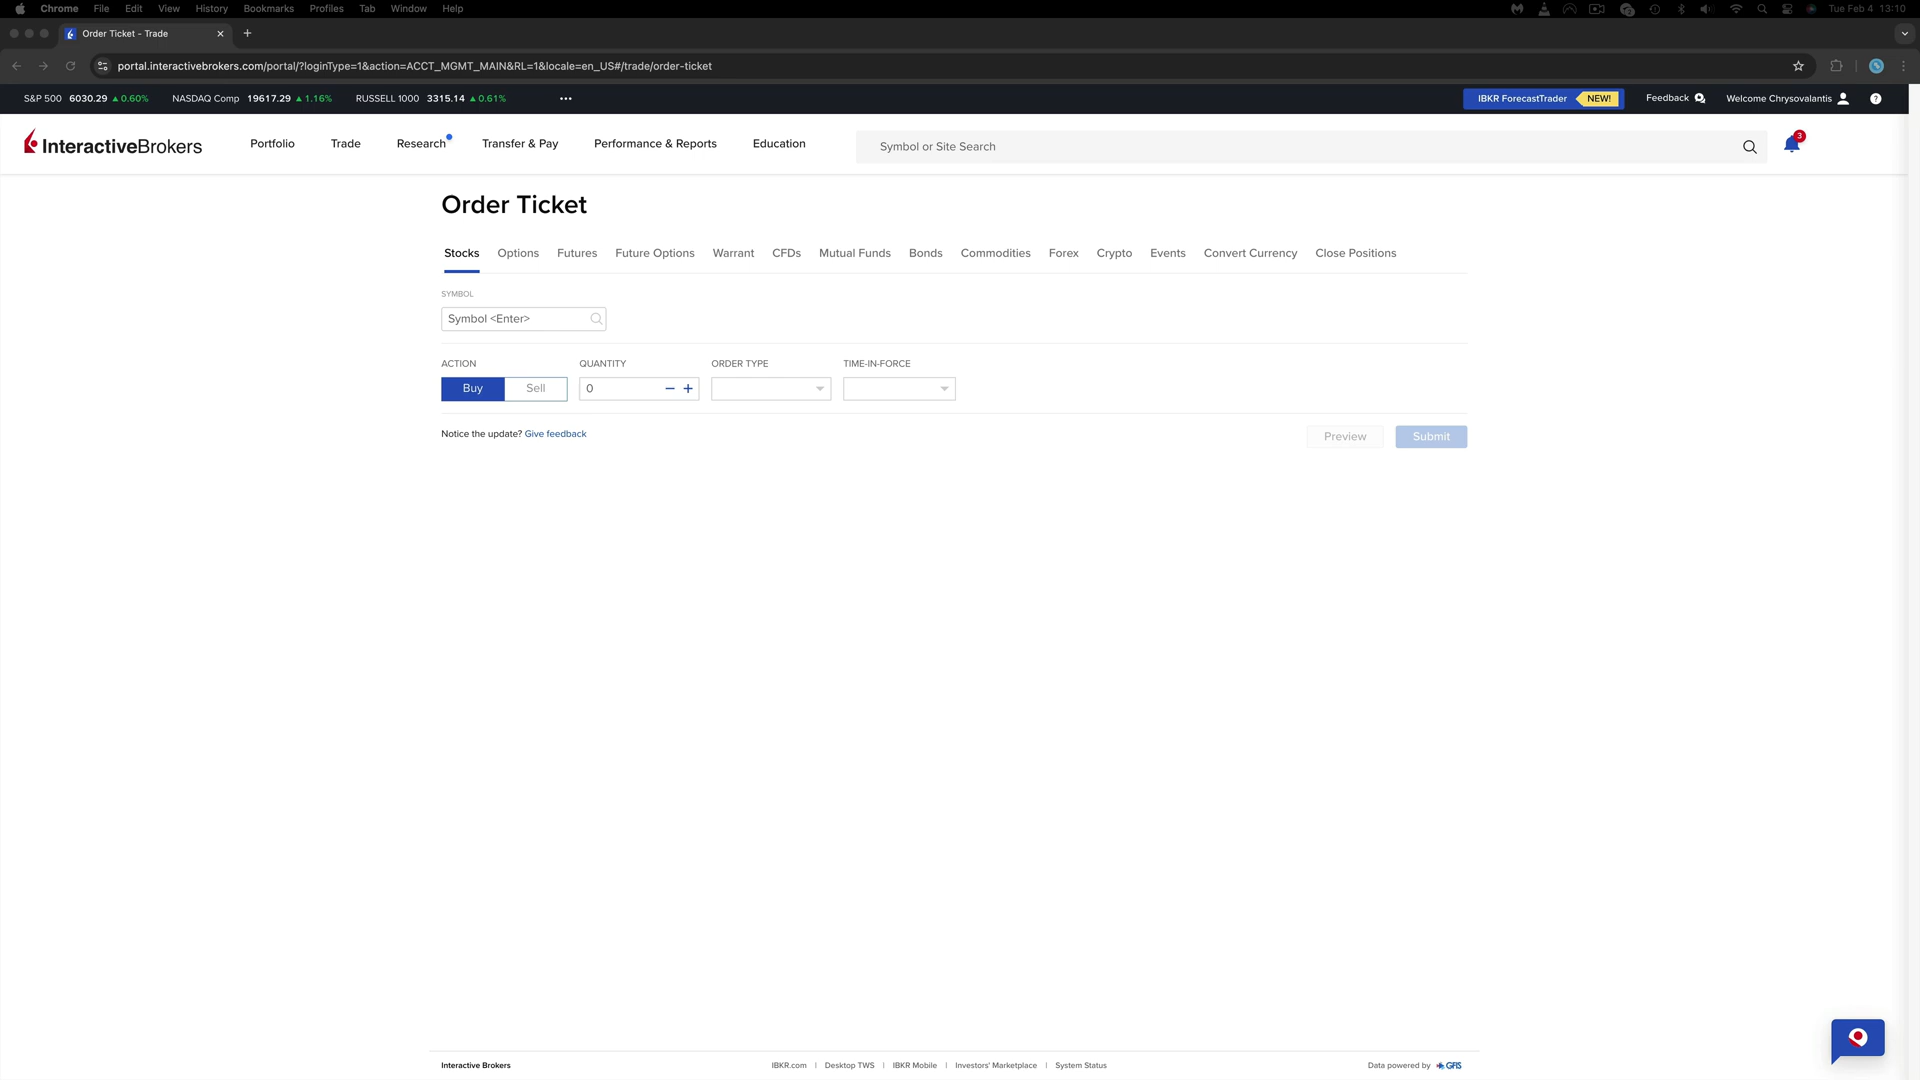 Chrome File Edit View History Bookmarks Profiles Tab Window Help Tue Feb 4 13:10
Order Ticket - Trade
portal.interactivebrokers.com/portal/?loginType=1&action=ACCT_MGMT_MAIN&RL=1&locale=en_US#/trade/order-ticket
S&P 500 6030.29 ▲ 0.60% NASDAQ Comp 19617.29 ▲ 1.16% RUSSELL 1000 3315.14 ▲ 0.61% ••• IBKR ForecastTrader NEW! Feedback Welcome Chrysovalantis ?
InteractiveBrokers Portfolio Trade Research Transfer & Pay Performance & Reports Education Symbol or Site Search 3
Order Ticket
Stocks Options Futures Future Options Warrant CFDs Mutual Funds Bonds Commodities Forex Crypto Events Convert Currency Close Positions
SYMBOL
Symbol <Enter>
ACTION QUANTITY ORDER TYPE TIME-IN-FORCE
Buy Sell 0 − +
Notice the update? Give feedback Preview Submit
Interactive Brokers IBKR.com | Desktop TWS | IBKR Mobile | Investors' Marketplace | System Status Data powered by GFIS